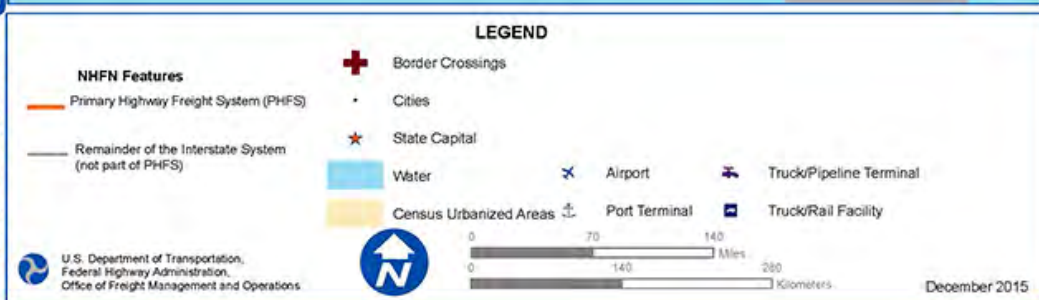 LEGEND
NHFN Features
Primary Highway Freight System (PHFS)
Remainder of the Interstate System
(not part of PHFS)
Border Crossings
Cities
State Capital
Water
Census Urbanized Areas
Airport
Port Terminal
Truck/Pipeline Terminal
Truck/Rail Facility
U.S. Department of Transportation,
Federal Highway Administration,
Office of Freight Management and Operations
N
0 70 140
Miles
0 140 280
Kilometers
December 2015